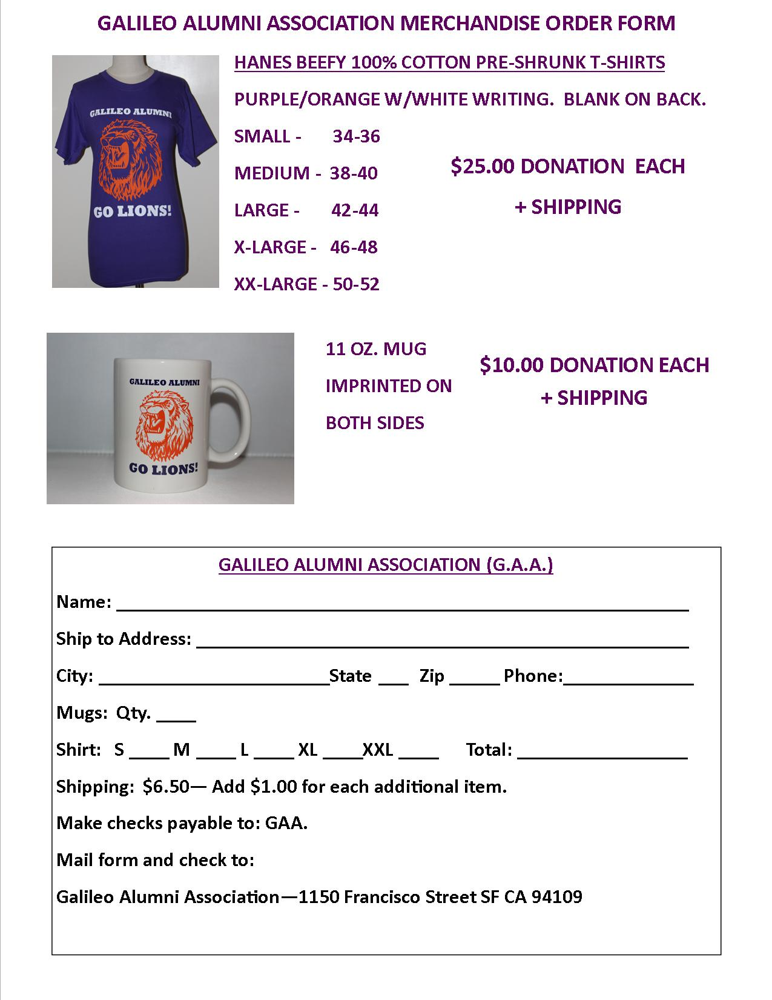 GALILEO ALUMNI ASSOCIATION MERCHANDISE ORDER FORM
GALILEO ALUMNI
GO LIONS!
HANES BEEFY 100% COTTON PRE-SHRUNK T-SHIRTS
PURPLE/ORANGE W/WHITE WRITING.  BLANK ON BACK.
SMALL - 34-36
MEDIUM - 38-40
LARGE - 42-44
X-LARGE - 46-48
XX-LARGE - 50-52
$25.00 DONATION EACH
+ SHIPPING
GALILEO ALUMNI
GO LIONS!
11 OZ. MUG
IMPRINTED ON
BOTH SIDES
$10.00 DONATION EACH
+ SHIPPING
GALILEO ALUMNI ASSOCIATION (G.A.A.)
Name: ____________________
Ship to Address: ____________________
City: ____________________State ___ Zip _____ Phone:_____________
Mugs: Qty. ____
Shirt: S ____ M ____ L ____ XL ____XXL ____ Total: _________________
Shipping: $6.50— Add $1.00 for each additional item.
Make checks payable to: GAA.
Mail form and check to:
Galileo Alumni Association—1150 Francisco Street SF CA 94109